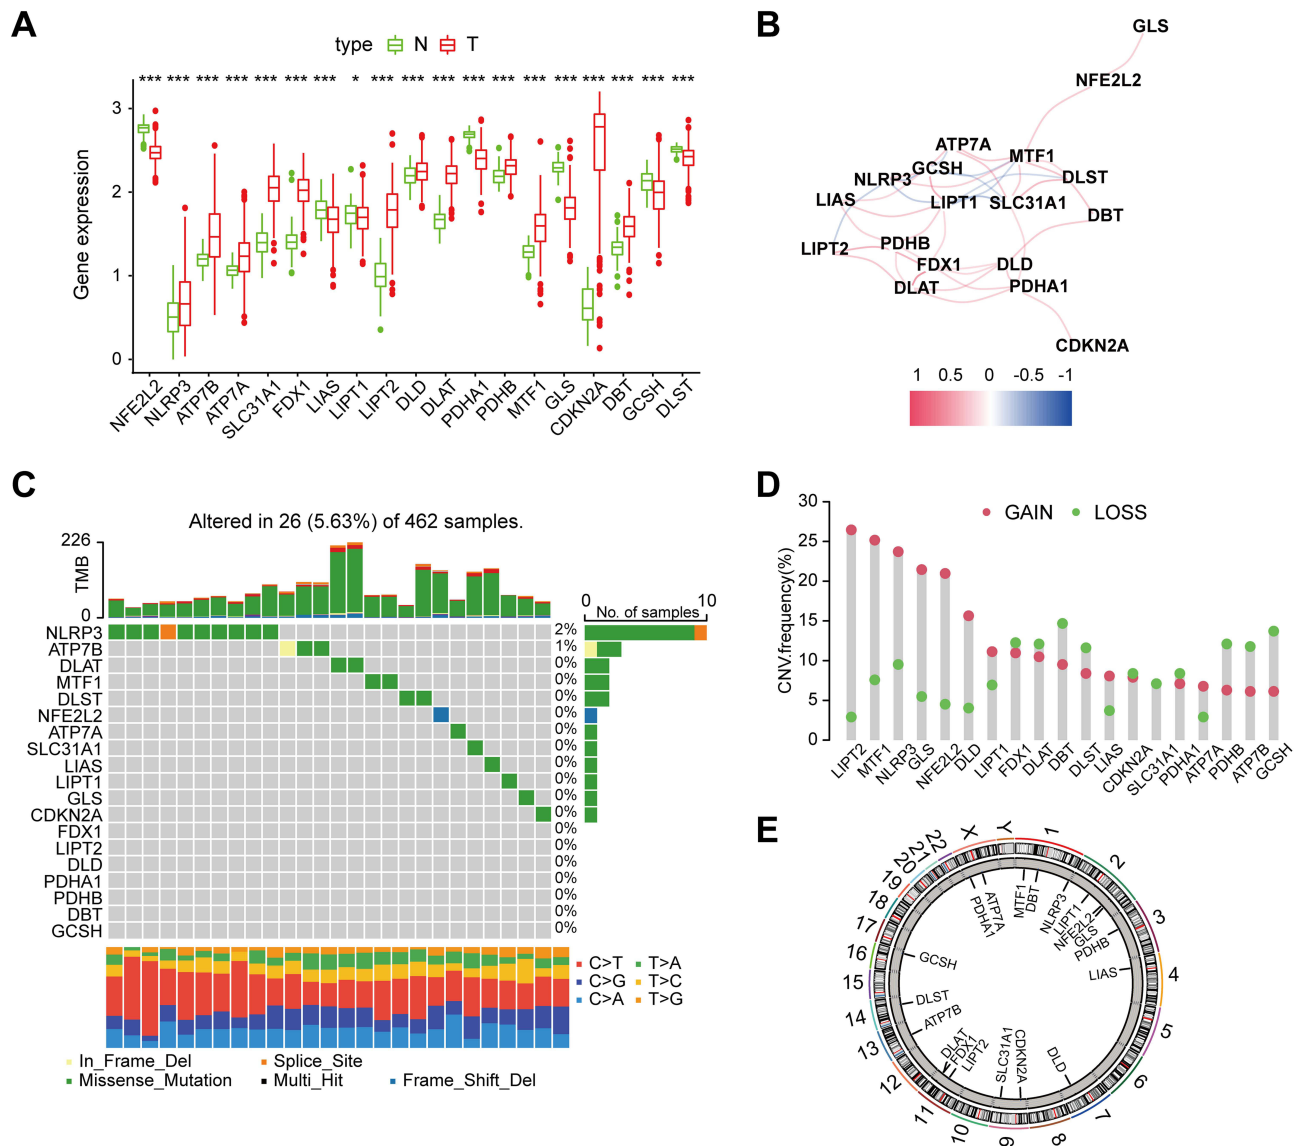 A
type N T
*** *** *** *** *** *** *** * *** *** *** *** *** *** *** *** *** *** ***
Gene expression
3
2
1
0
NFE2L2 NLRP3 ATP7B ATP7A SLC31A1 FDX1 LIAS LIPT1 LIPT2 DLD DLAT PDHA1 PDHB MTF1 GLS CDKN2A DBT GCSH DLST
B
GLS
NFE2L2
ATP7A
MTF1
GCSH
NLRP3
DLST
LIAS
LIPT1
SLC31A1
DBT
LIPT2
PDHB
FDX1
DLD
DLAT
PDHA1
CDKN2A
1 0.5 0 -0.5 -1
C
Altered in 26 (5.63%) of 462 samples.
226
TMB
0
0 10
No. of samples
NLRP3 2%
ATP7B 1%
DLAT 0%
MTF1 0%
DLST 0%
NFE2L2 0%
ATP7A 0%
SLC31A1 0%
LIAS 0%
LIPT1 0%
GLS 0%
CDKN2A 0%
FDX1 0%
LIPT2 0%
DLD 0%
PDHA1 0%
PDHB 0%
DBT 0%
GCSH 0%
C>T T>A
C>G T>C
C>A T>G
In_Frame_Del Splice_Site
Missense_Mutation Multi_Hit Frame_Shift_Del
D
GAIN LOSS
CNV.frequency(%)
30
25
20
15
10
5
0
LIPT2 MTF1 NLRP3 GLS NFE2L2 DLD LIPT1 FDX1 DLAT DBT DLST LIAS CDKN2A SLC31A1 PDHA1 ATP7A PDHB ATP7B GCSH
E
1 2 3 4 5 6 7 8 9 10 11 12 13 14 15 16 17 18 19 20 21 22 X Y
MTF1
DBT
NLRP3
LIPT1
NFE2L2
GLS
PDHB
LIAS
DLD
CDKN2A
SLC31A1
LIPT2
FDX1
DLAT
ATP7B
DLST
GCSH
PDHA1
ATP7A